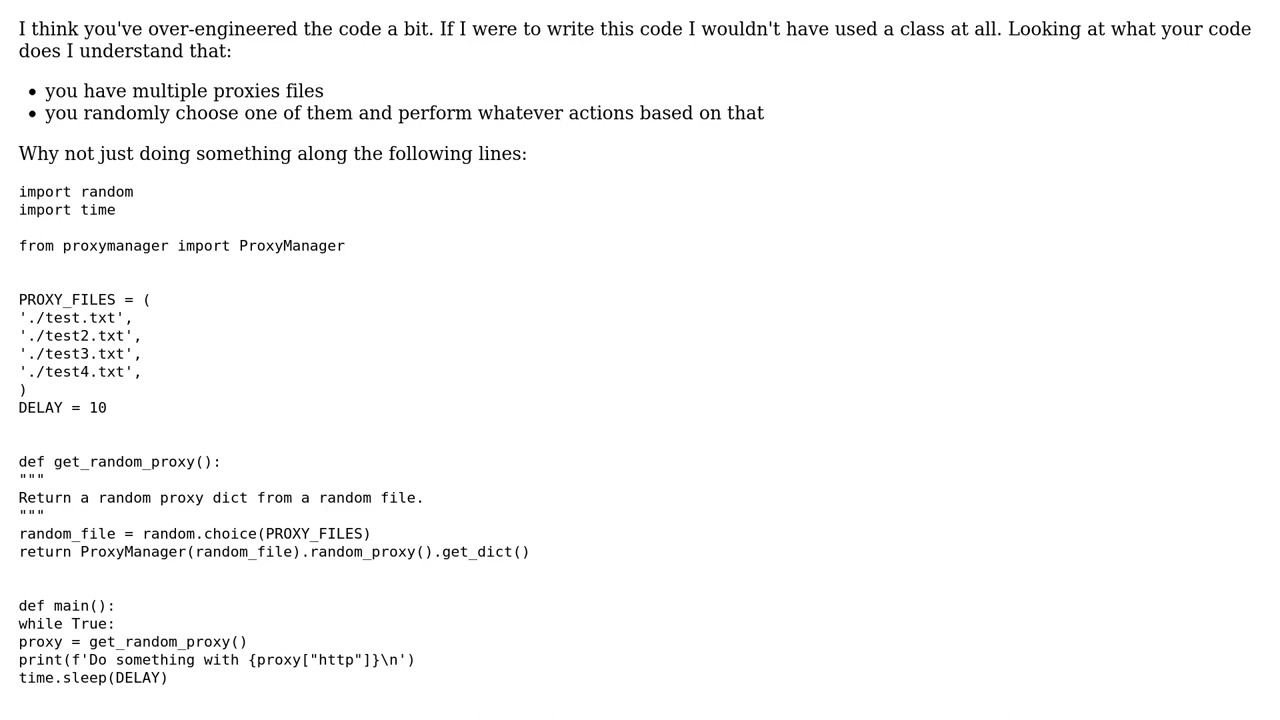 I think you've over-engineered the code a bit. If I were to write this code I wouldn't have used a class at all. Looking at what your code
does I understand that:
• you have multiple proxies files
• you randomly choose one of them and perform whatever actions based on that
Why not just doing something along the following lines:
import random
import time
from proxymanager import ProxyManager
PROXY_FILES = (
'./test.txt',
'./test2.txt',
'./test3.txt',
'./test4.txt',
)
DELAY = 10
def get_random_proxy():
"""
Return a random proxy dict from a random file.
"""
random_file = random.choice(PROXY_FILES)
return ProxyManager(random_file).random_proxy().get_dict()
def main():
while True:
proxy = get_random_proxy()
print(f'Do something with {proxy["http"]}\n')
time.sleep(DELAY)